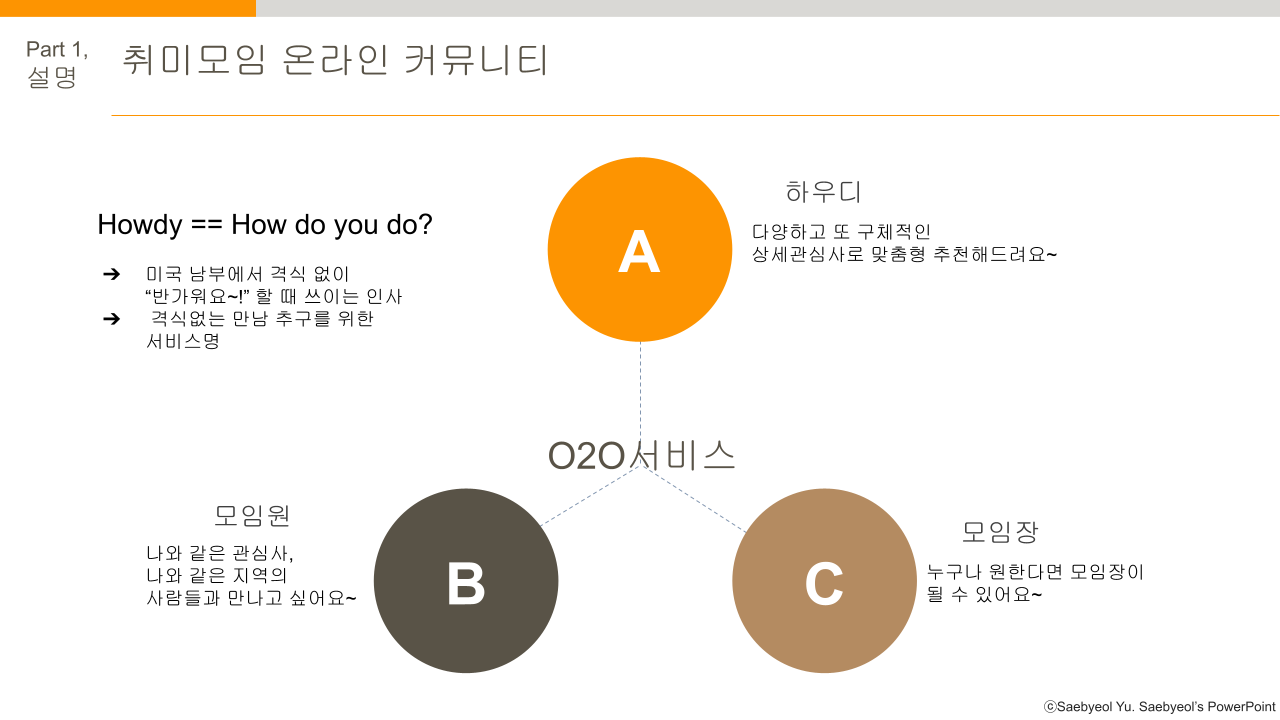 Part 1,
설명
취미모임 온라인 커뮤니티
Howdy == How do you do?
➔ 미국 남부에서 격식 없이
“반가워요~!” 할 때 쓰이는 인사
➔ 격식없는 만남 추구를 위한
서비스명
A
하우디
다양하고 또 구체적인
상세관심사로 맞춤형 추천해드려요~
O2O서비스
모임원
나와 같은 관심사,
나와 같은 지역의
사람들과 만나고 싶어요~
B
C
모임장
누구나 원한다면 모임장이
될 수 있어요~
ⓒSaebyeol Yu. Saebyeol’s PowerPoint